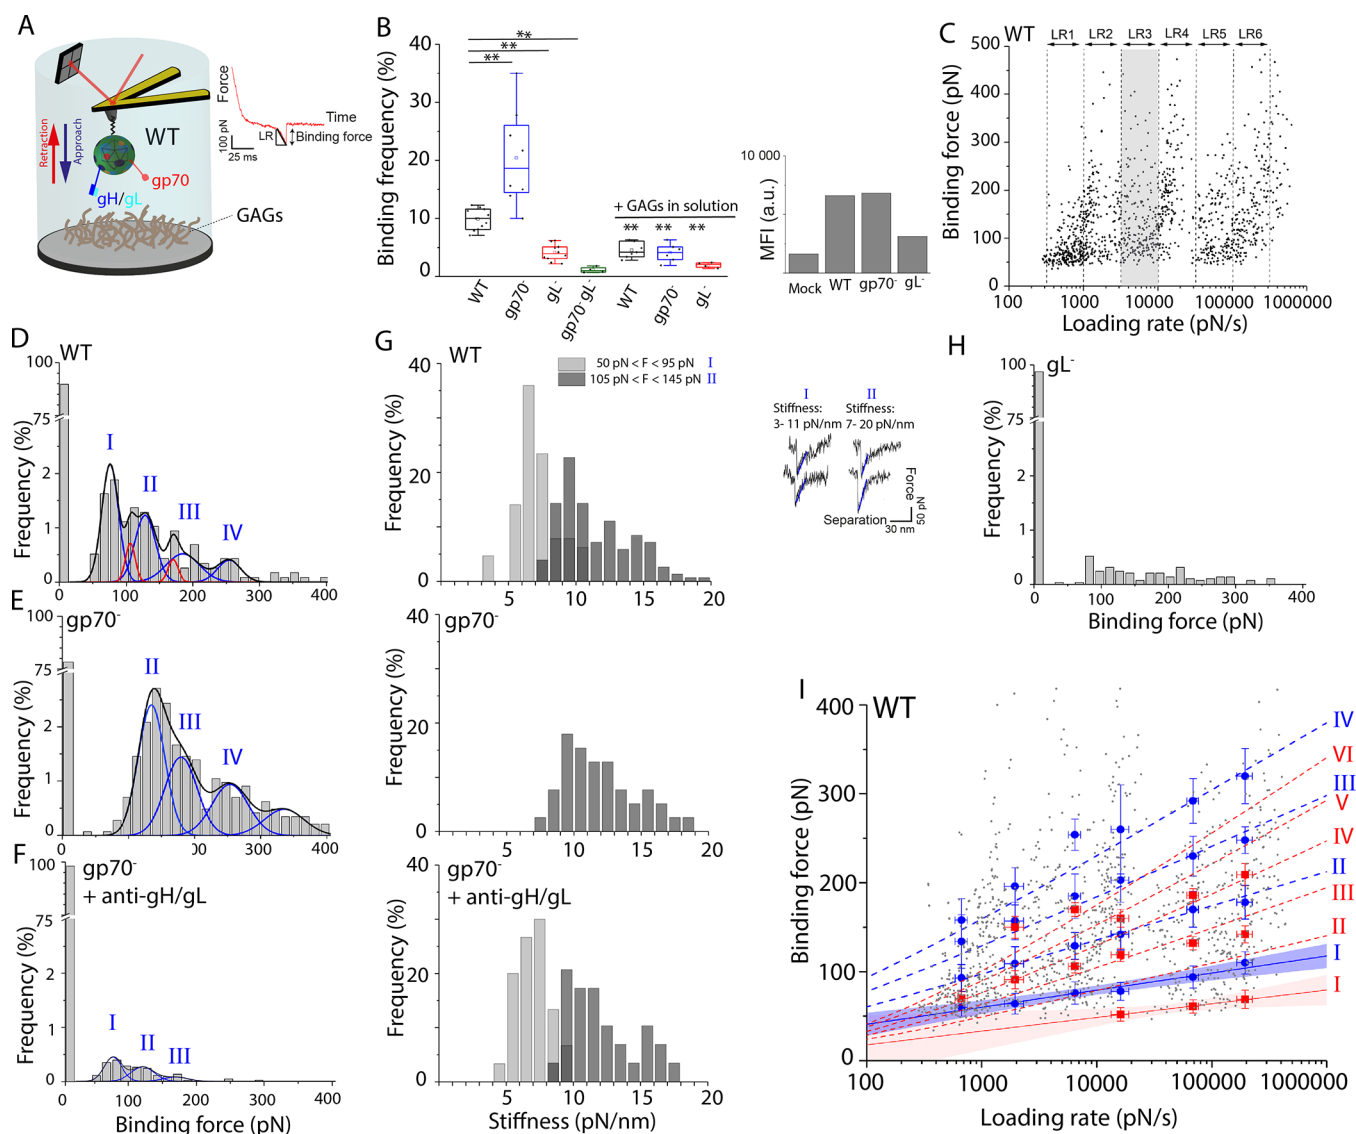 A
Force
Time
LR
Binding force
100 pN
25 ms
Retraction
Approach
WT
gp70
gH/gL
GAGs
B
Binding frequency (%)
40
30
20
10
0
**
**
**
+ GAGs in solution
** ** **
WT
gp70-
gL-
gp70-gL-
WT
gp70-
gL-
10 000
MFI (a.u.)
Mock WT gp70- gL-
C
WT
LR1 LR2 LR3 LR4 LR5 LR6
Binding force (pN)
500
400
300
200
100
0
100 1000 10000 100000 1000000
Loading rate (pN/s)
D
WT
Frequency (%)
100
75
2
1
0
I
II
III
IV
0 100 200 300 400
E
gp70-
Frequency (%)
100
75
2
1
0
II
III
IV
0 100 00 300 400
F
gp70-
+ anti-gH/gL
Frequency (%)
100
75
2
1
0
I
II
III
0 100 200 300 400
Binding force (pN)
G
WT
50 pN < F < 95 pN I
105 pN < F < 145 pN II
Frequency (%)
40
20
0
5 10 15 20
I II
Stiffness: Stiffness:
3- 11 pN/nm 7- 20 pN/nm
Force
50 pN
Separation
30 nm
gp70-
Frequency (%)
40
20
0
5 10 15 20
gp70-
+ anti-gH/gL
Frequency (%)
40
20
0
5 10 15 20
Stiffness (pN/nm)
H
gL-
Frequency (%)
100
75
2
1
0
0 100 200 300 400
Binding force (pN)
I
WT
Binding force (pN)
400
300
200
100
0
IV
VI
III
V
IV
II
III
II
I
I
100 1000 10000 100000 1000000
Loading rate (pN/s)